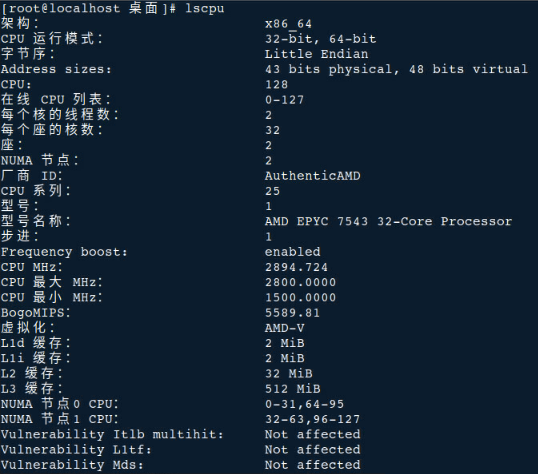 [root@localhost 桌面]# lscpu
架构： x86_64
CPU 运行模式： 32-bit, 64-bit
字节序： Little Endian
Address sizes: 43 bits physical, 48 bits virtual
CPU: 128
在线 CPU 列表： 0-127
每个核的线程数： 2
每个座的核数： 32
座： 2
NUMA 节点： 2
厂商 ID： AuthenticAMD
CPU 系列： 25
型号： 1
型号名称： AMD EPYC 7543 32-Core Processor
步进： 1
Frequency boost: enabled
CPU MHz： 2894.724
CPU 最大 MHz： 2800.0000
CPU 最小 MHz： 1500.0000
BogoMIPS： 5589.81
虚拟化： AMD-V
L1d 缓存： 2 MiB
L1i 缓存： 2 MiB
L2 缓存： 32 MiB
L3 缓存： 512 MiB
NUMA 节点0 CPU： 0-31,64-95
NUMA 节点1 CPU： 32-63,96-127
Vulnerability Itlb multihit: Not affected
Vulnerability L1tf: Not affected
Vulnerability Mds: Not affected